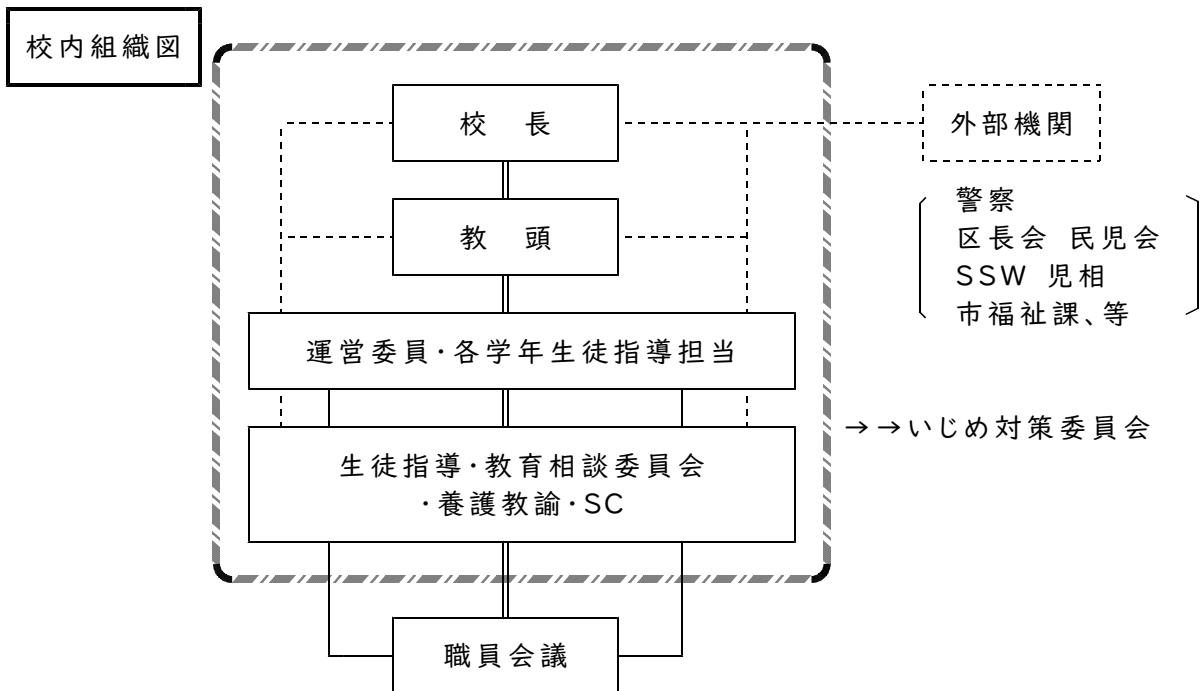 校内組織図
校　長
外部機関
警察
教　頭
区長会 民児会
SSW 児相
市福祉課、等
運営委員・各学年生徒指導担当
→→いじめ対策委員会
生徒指導・教育相談委員会
・養護教諭・SC
職員会議